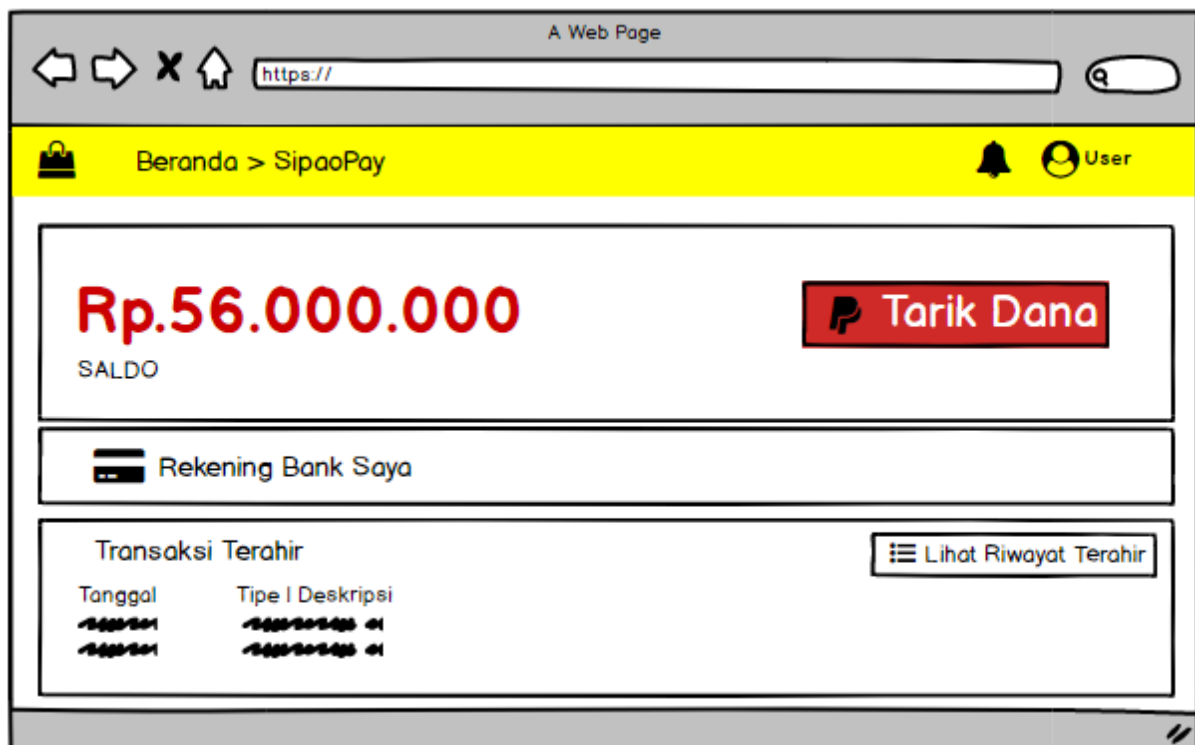 A Web Page
https://
Beranda > SipaoPay
User
Rp.56.000.000
Tarik Dana
SALDO
Rekening Bank Saya
Transaksi Terahir
Lihat Riwayat Terahir
Tanggal Tipe | Deskripsi